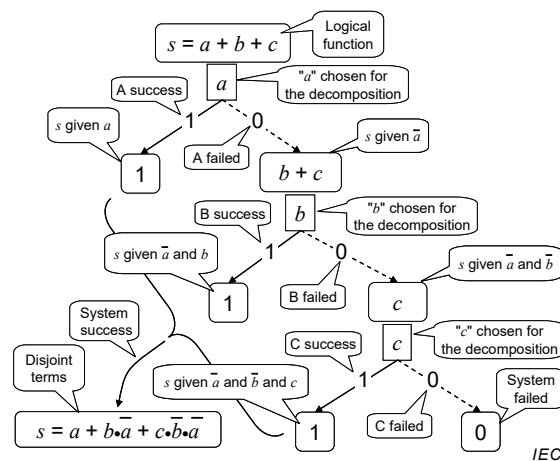 Logical
function
s = a + b + c
"a" chosen for
the decomposition
a
A success
s given a
1
0
A failed
s given a̅
1
b + c
"b" chosen for
the decomposition
b
B success
s given a̅ and b
1
0
B failed
s given a̅ and b̅
1
c
System
success
"c" chosen for
the decomposition
c
C success
Disjoint
terms
s given a̅ and b̅ and c
1
0
C failed
System
failed
s = a + b•a̅ + c•b̅•a̅
1
0
IEC